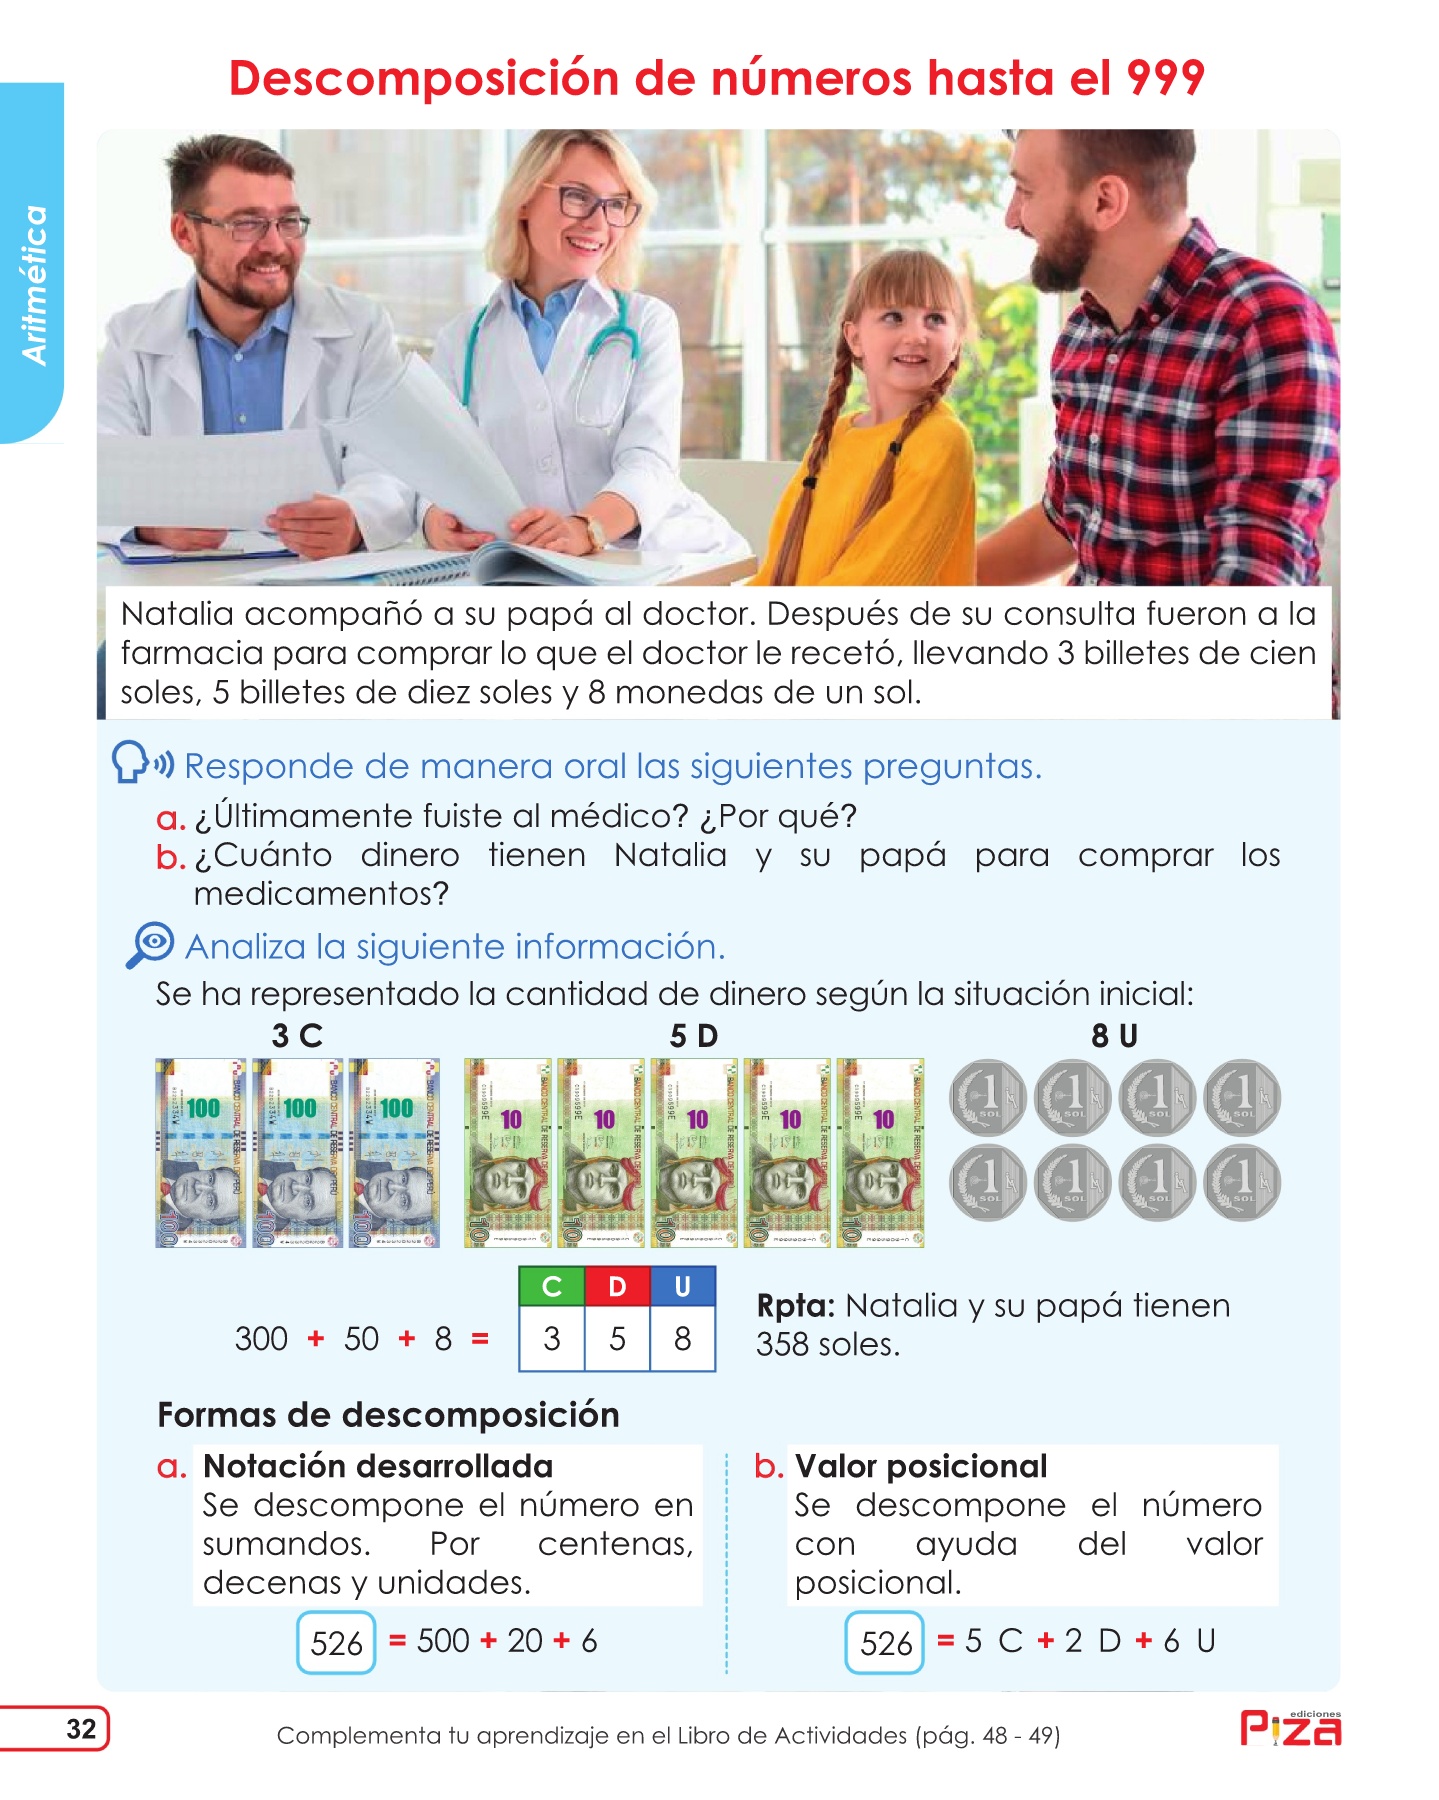 Descomposición de números hasta el 999
Aritmética
Natalia acompañó a su papá al doctor. Después de su consulta fueron a la
farmacia para comprar lo que el doctor le recetó, llevando 3 billetes de cien
soles, 5 billetes de diez soles y 8 monedas de un sol.
Responde de manera oral las siguientes preguntas.
a. ¿Últimamente fuiste al médico? ¿Por qué?
b. ¿Cuánto dinero tienen Natalia y su papá para comprar los
medicamentos?
Analiza la siguiente información.
Se ha representado la cantidad de dinero según la situación inicial:
3 C 5 D 8 U
100 100 100 10 10 10 10 10
1 SOL 1 SOL 1 SOL 1 SOL
1 SOL 1 SOL 1 SOL 1 SOL
C D U
300 + 50 + 8 = 3 5 8
Rpta: Natalia y su papá tienen
358 soles.
Formas de descomposición
a. Notación desarrollada
Se descompone el número en
sumandos. Por centenas,
decenas y unidades.
526 = 500 + 20 + 6
b. Valor posicional
Se descompone el número
con ayuda del valor
posicional.
526 = 5 C + 2 D + 6 U
32
Complementa tu aprendizaje en el Libro de Actividades (pág. 48 - 49)
ediciones
Piza